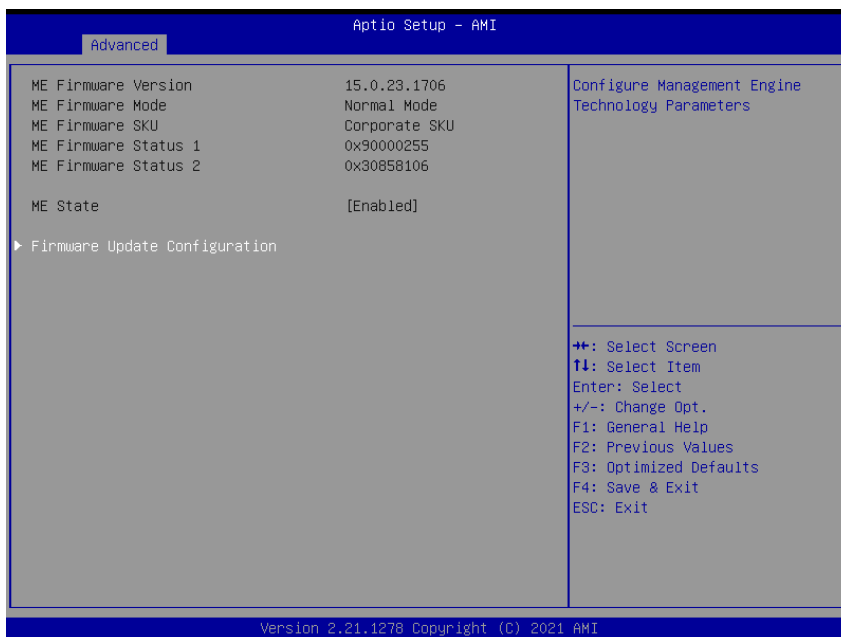 Aptio Setup – AMI
Advanced
ME Firmware Version 15.0.23.1706
ME Firmware Mode Normal Mode
ME Firmware SKU Corporate SKU
ME Firmware Status 1 0x90000255
ME Firmware Status 2 0x30858106
ME State [Enabled]
▶ Firmware Update Configuration
Configure Management Engine
Technology Parameters
→←: Select Screen
↑↓: Select Item
Enter: Select
+/-: Change Opt.
F1: General Help
F2: Previous Values
F3: Optimized Defaults
F4: Save & Exit
ESC: Exit
Version 2.21.1278 Copyright (C) 2021 AMI